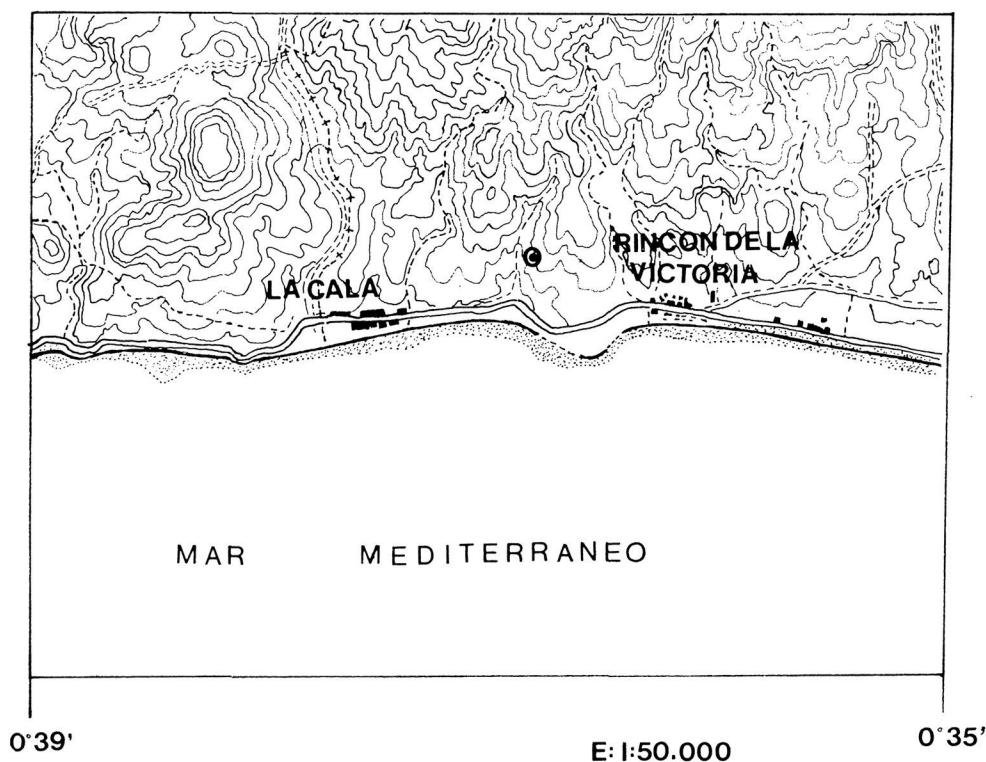 RINCON DE LA
VICTORIA
LA CALA
MAR MEDITERRANEO
0°39'
0°35'
E: 1:50.000